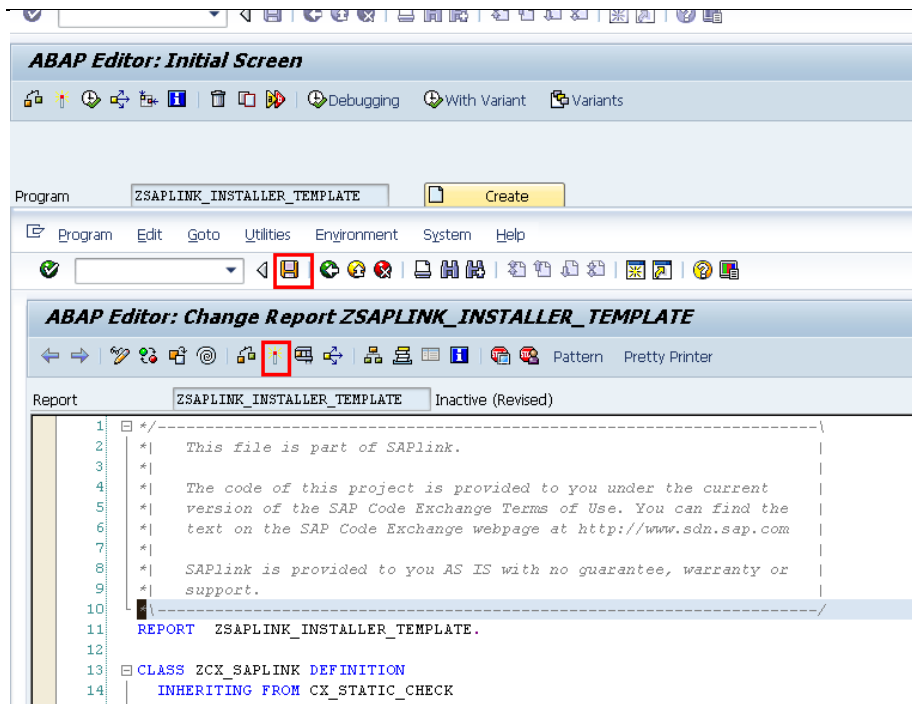 ABAP Editor: Initial Screen
Debugging With Variant Variants
Program ZSAPLINK_INSTALLER_TEMPLATE Create
Program Edit Goto Utilities Environment System Help
ABAP Editor: Change Report ZSAPLINK_INSTALLER_TEMPLATE
Pattern Pretty Printer
Report ZSAPLINK_INSTALLER_TEMPLATE Inactive (Revised)
1 */---------------------------------------------------------------------\
2 *| This file is part of SAPlink. |
3 *| |
4 *| The code of this project is provided to you under the current |
5 *| version of the SAP Code Exchange Terms of Use. You can find the |
6 *| text on the SAP Code Exchange webpage at http://www.sdn.sap.com |
7 *| |
8 *| SAPlink is provided to you AS IS with no guarantee, warranty or |
9 *| support. |
10 *\---------------------------------------------------------------------/
11 REPORT ZSAPLINK_INSTALLER_TEMPLATE.
12
13 CLASS ZCX_SAPLINK DEFINITION
14 INHERITING FROM CX_STATIC_CHECK